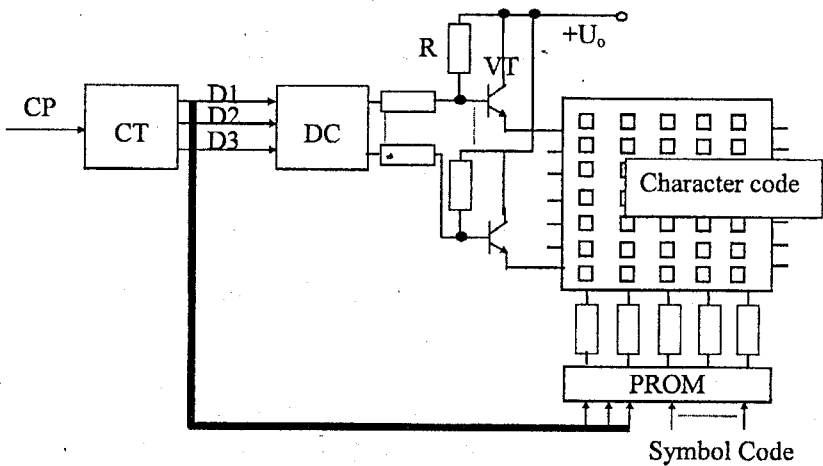 R
+U₀
VT
CP
D1
D2
D3
CT
DC
Character code
PROM
Symbol Code